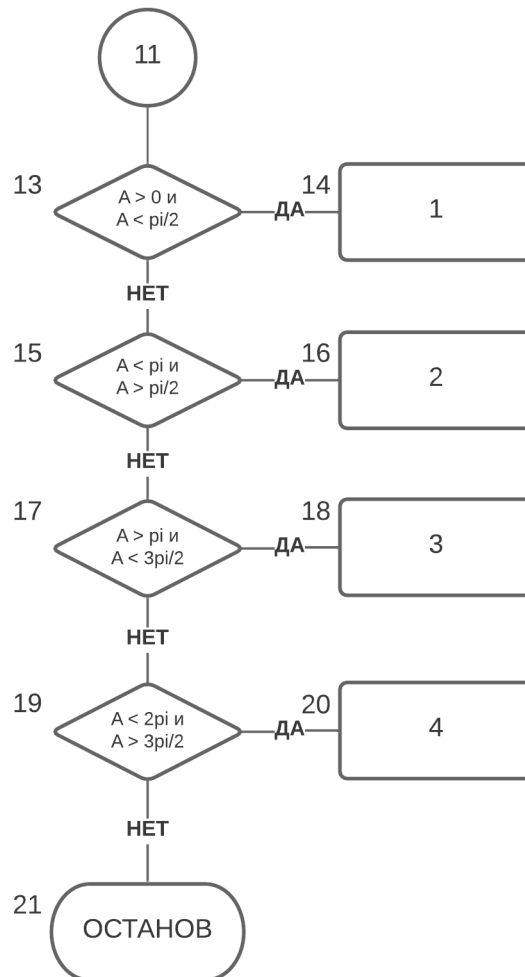 11
13
A > 0 и
A < pi/2
ДА
14
1
НЕТ
15
A < pi и
A > pi/2
ДА
16
2
НЕТ
17
A > pi и
A < 3pi/2
ДА
18
3
НЕТ
19
A < 2pi и
A > 3pi/2
ДА
20
4
НЕТ
21
ОСТАНОВ